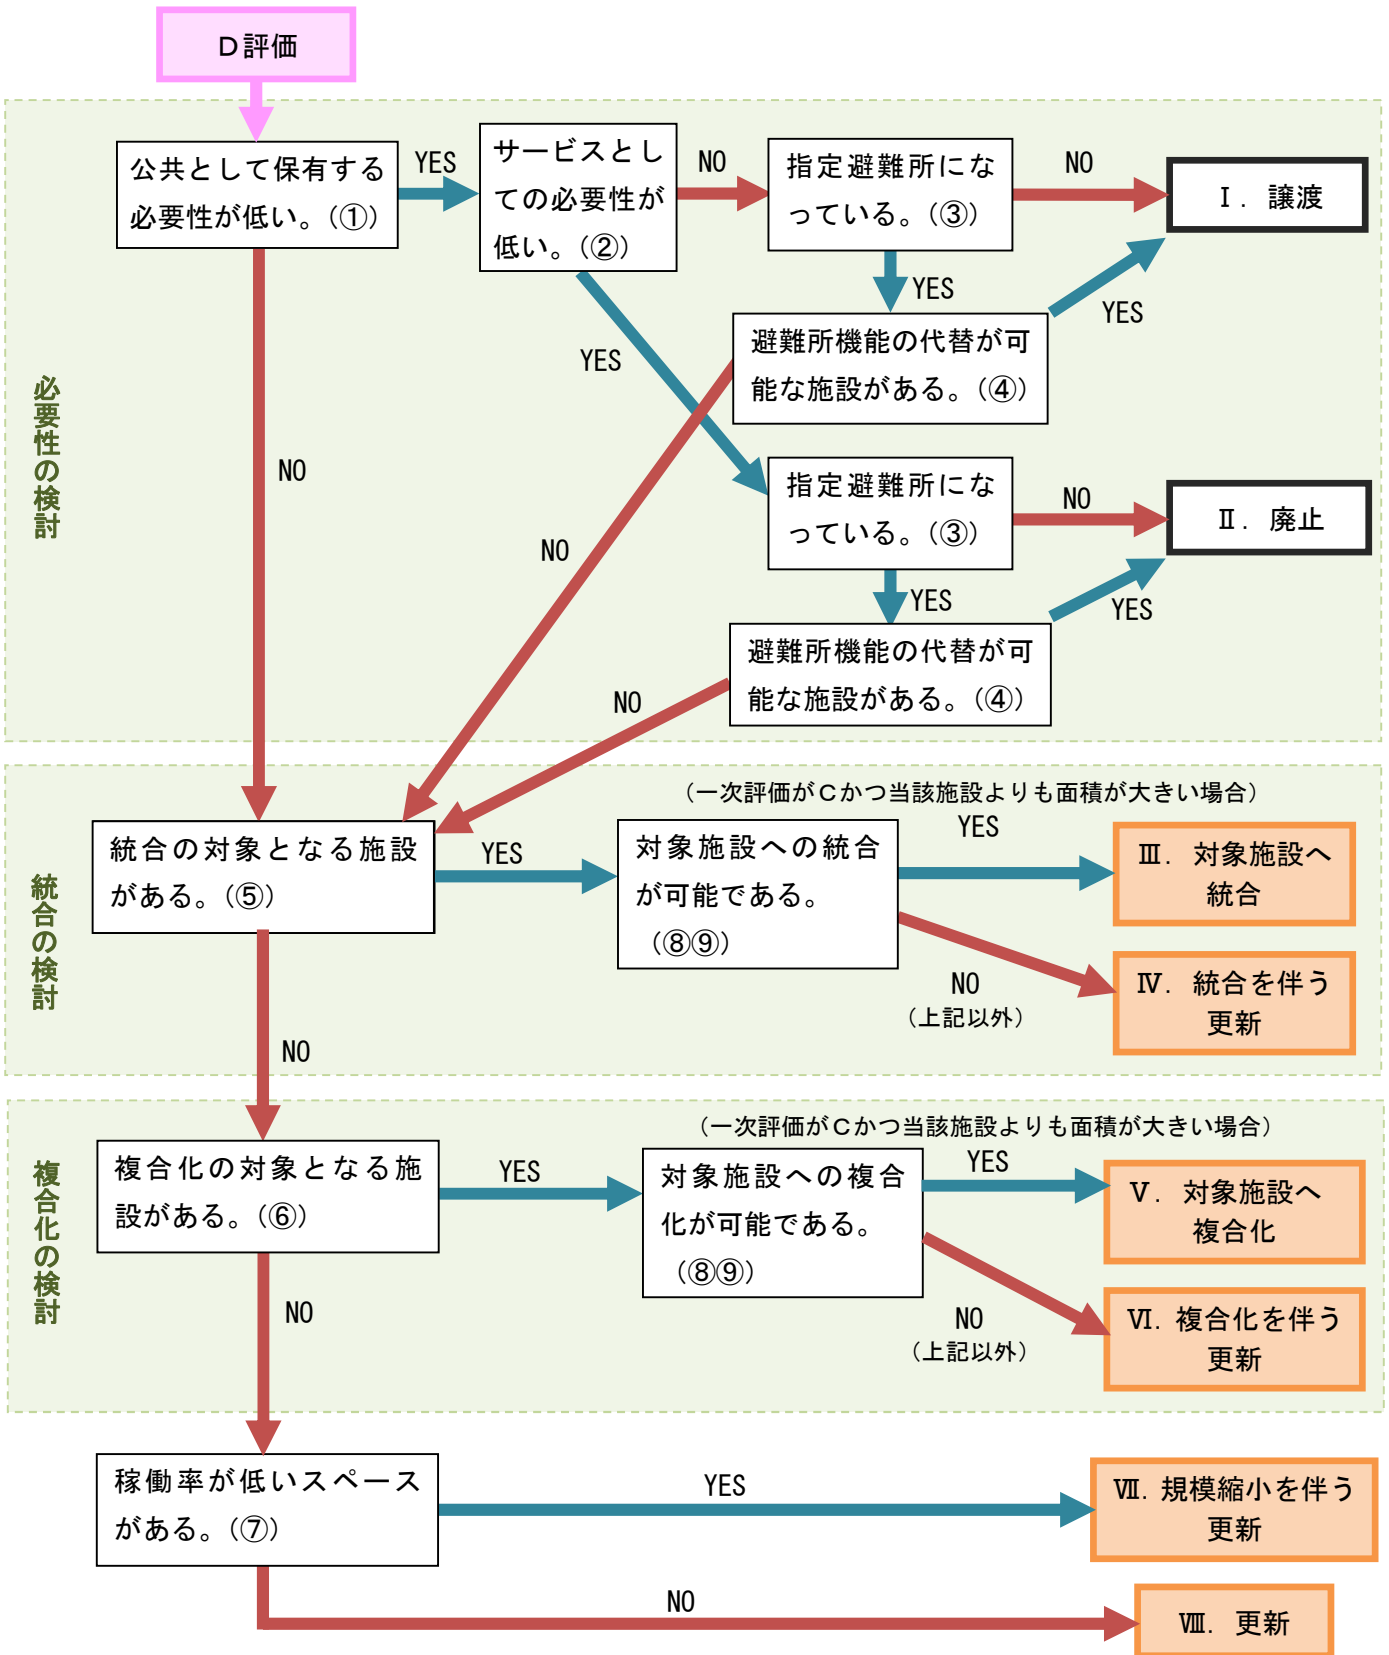 D評価
必要性の検討
公共として保有する
必要性が低い。（①）
YES
サービスとし
ての必要性が
低い。（②）
NO
指定避難所にな
っている。（③）
NO
Ⅰ．譲渡
YES
避難所機能の代替が可
能な施設がある。（④）
YES
YES
NO
NO
指定避難所にな
っている。（③）
NO
Ⅱ．廃止
YES
避難所機能の代替が可
能な施設がある。（④）
YES
NO
統合の検討
（一次評価がCかつ当該施設よりも面積が大きい場合）
統合の対象となる施設
がある。（⑤）
YES
対象施設への統合
が可能である。
（⑧⑨）
YES
Ⅲ．対象施設へ
統合
NO
（上記以外）
Ⅳ．統合を伴う
更新
NO
複合化の検討
（一次評価がCかつ当該施設よりも面積が大きい場合）
複合化の対象となる施
設がある。（⑥）
YES
対象施設への複合
化が可能である。
（⑧⑨）
YES
Ⅴ．対象施設へ
複合化
NO
（上記以外）
Ⅵ．複合化を伴う
更新
NO
稼働率が低いスペース
がある。（⑦）
YES
Ⅶ．規模縮小を伴う
更新
NO
Ⅷ．更新